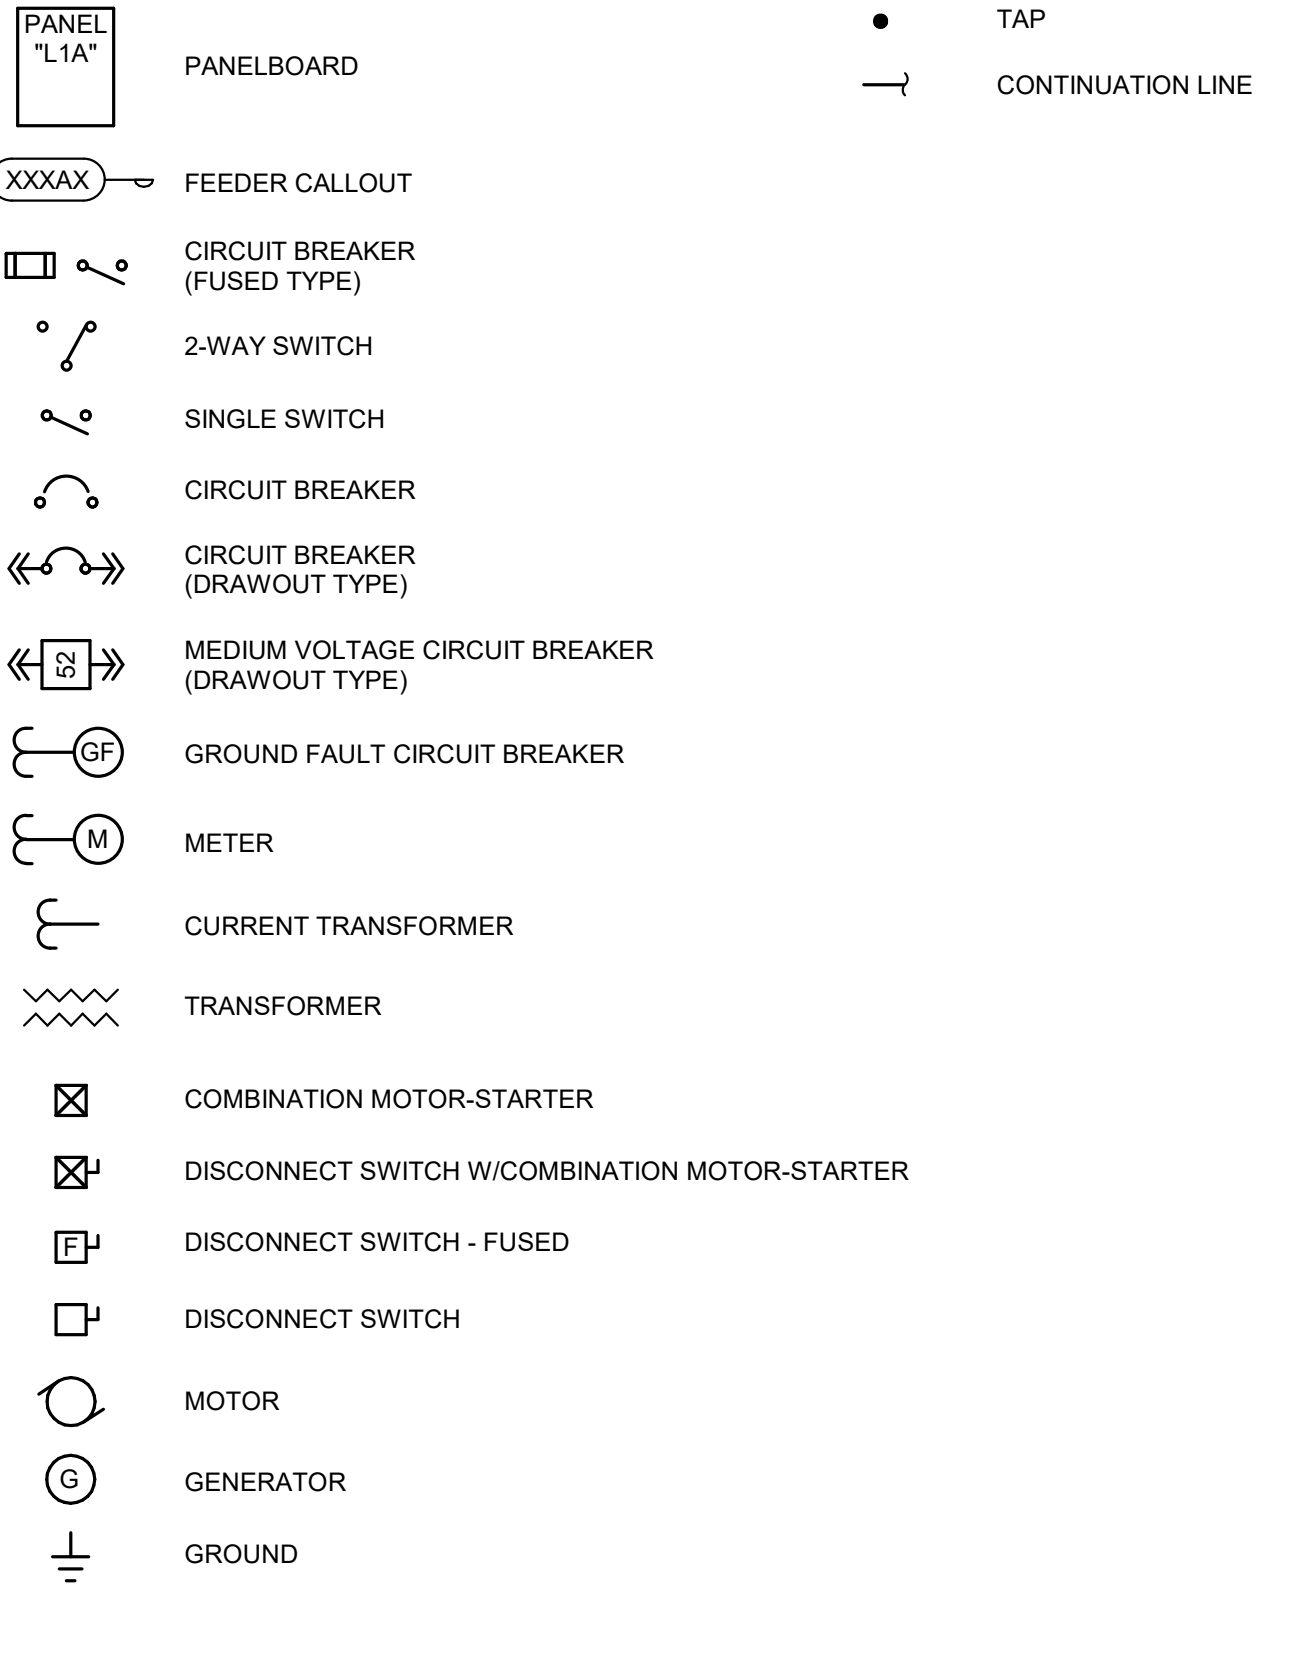 PANEL
"L1A"
PANELBOARD
XXXAX
FEEDER CALLOUT
CIRCUIT BREAKER
(FUSED TYPE)
2-WAY SWITCH
SINGLE SWITCH
CIRCUIT BREAKER
CIRCUIT BREAKER
(DRAWOUT TYPE)
52
MEDIUM VOLTAGE CIRCUIT BREAKER
(DRAWOUT TYPE)
GF
GROUND FAULT CIRCUIT BREAKER
M
METER
CURRENT TRANSFORMER
TRANSFORMER
COMBINATION MOTOR-STARTER
DISCONNECT SWITCH W/COMBINATION MOTOR-STARTER
F
DISCONNECT SWITCH - FUSED
DISCONNECT SWITCH
MOTOR
G
GENERATOR
GROUND
TAP
CONTINUATION LINE